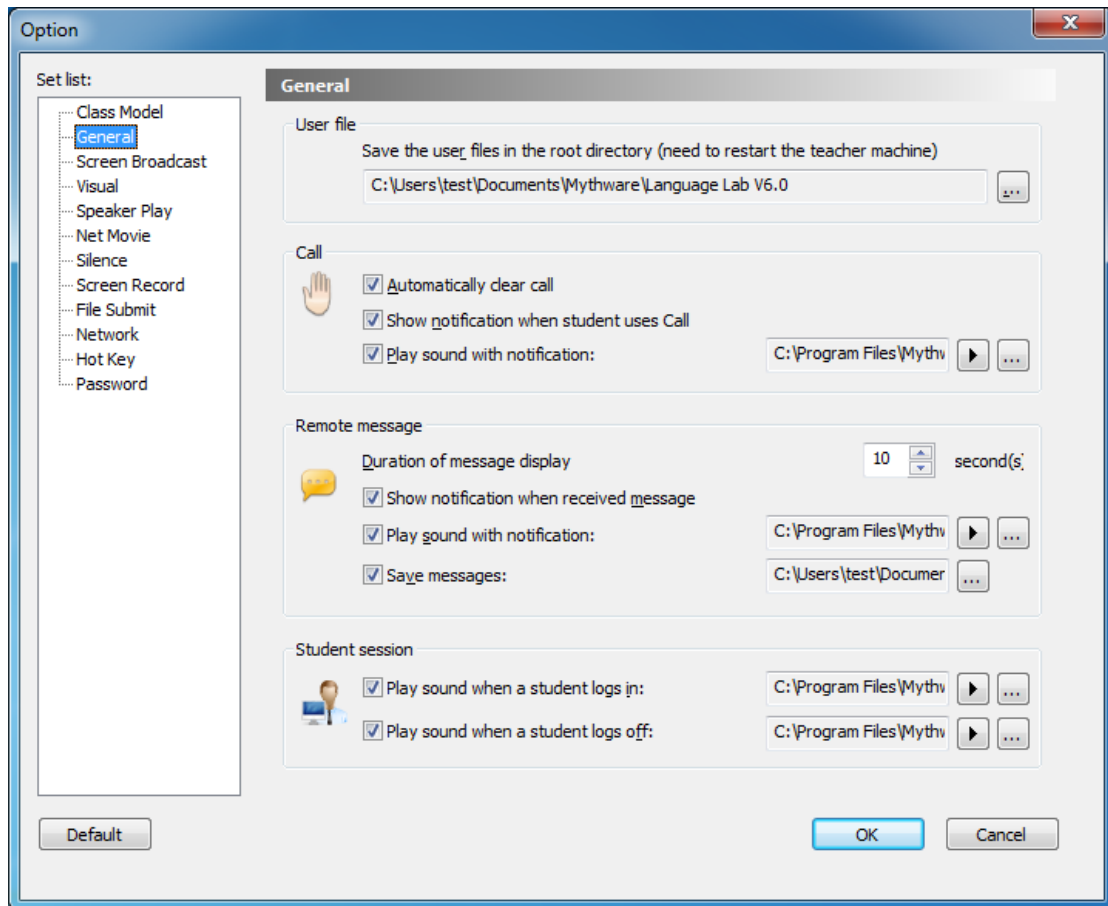 Option
Set list:
Class Model
General
Screen Broadcast
Visual
Speaker Play
Net Movie
Silence
Screen Record
File Submit
Network
Hot Key
Password
General
User file
Save the user files in the root directory (need to restart the teacher machine)
C:\Users\test\Documents\Mythware\Language Lab V6.0
...
Call
Automatically clear call
Show notification when student uses Call
Play sound with notification: C:\Program Files\Mythw ...
Remote message
Duration of message display 10 second(s)
Show notification when received message
Play sound with notification: C:\Program Files\Mythw ...
Save messages: C:\Users\test\Documen ...
Student session
Play sound when a student logs in: C:\Program Files\Mythw ...
Play sound when a student logs off: C:\Program Files\Mythw ...
Default OK Cancel